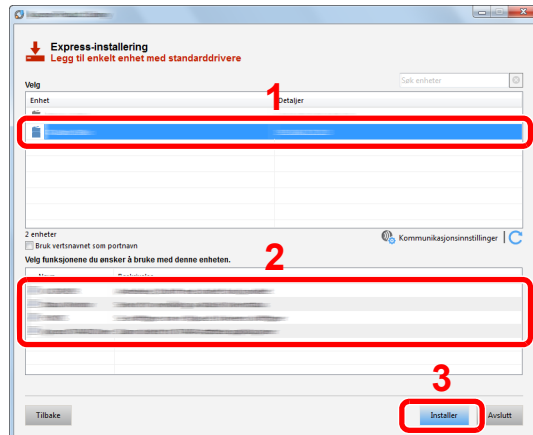 Express-installering
Legg til enkelt enhet med standarddrivere
Søk enheter
Velg
1
Enhet Detaljer
2 enheter
Kommunikasjonsinnstillinger
Bruk vertsnavnet som portnavn
Velg funksjonene du ønsker å bruke med denne enheten.
2
3
Tilbake Installer Avslutt